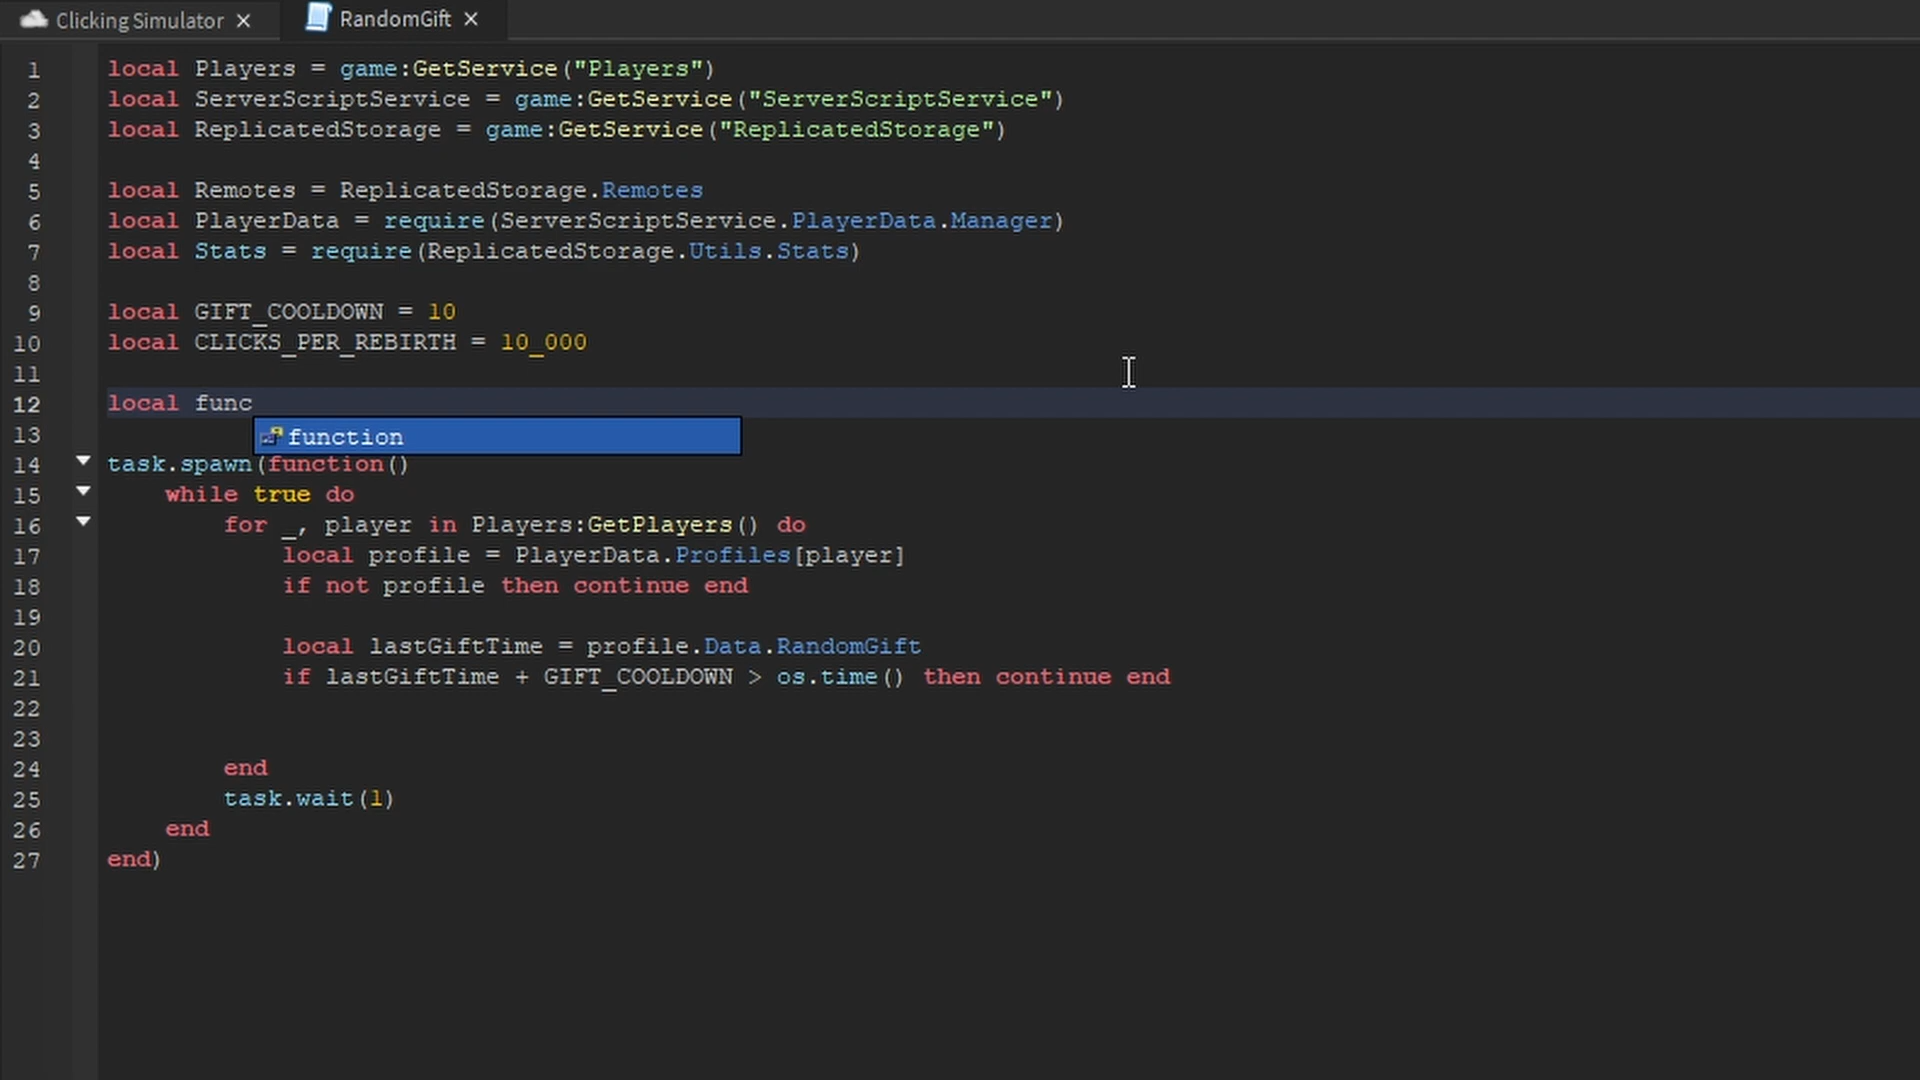 Clicking Simulator × RandomGift ×
1 local Players = game:GetService("Players")
2 local ServerScriptService = game:GetService("ServerScriptService")
3 local ReplicatedStorage = game:GetService("ReplicatedStorage")
4
5 local Remotes = ReplicatedStorage.Remotes
6 local PlayerData = require(ServerScriptService.PlayerData.Manager)
7 local Stats = require(ReplicatedStorage.Utils.Stats)
8
9 local GIFT_COOLDOWN = 10
10 local CLICKS_PER_REBIRTH = 10_000
11
12 local func
13 function
14 task.spawn(function()
15 while true do
16 for _, player in Players:GetPlayers() do
17 local profile = PlayerData.Profiles[player]
18 if not profile then continue end
19
20 local lastGiftTime = profile.Data.RandomGift
21 if lastGiftTime + GIFT_COOLDOWN > os.time() then continue end
22
23
24 end
25 task.wait(1)
26 end
27 end)